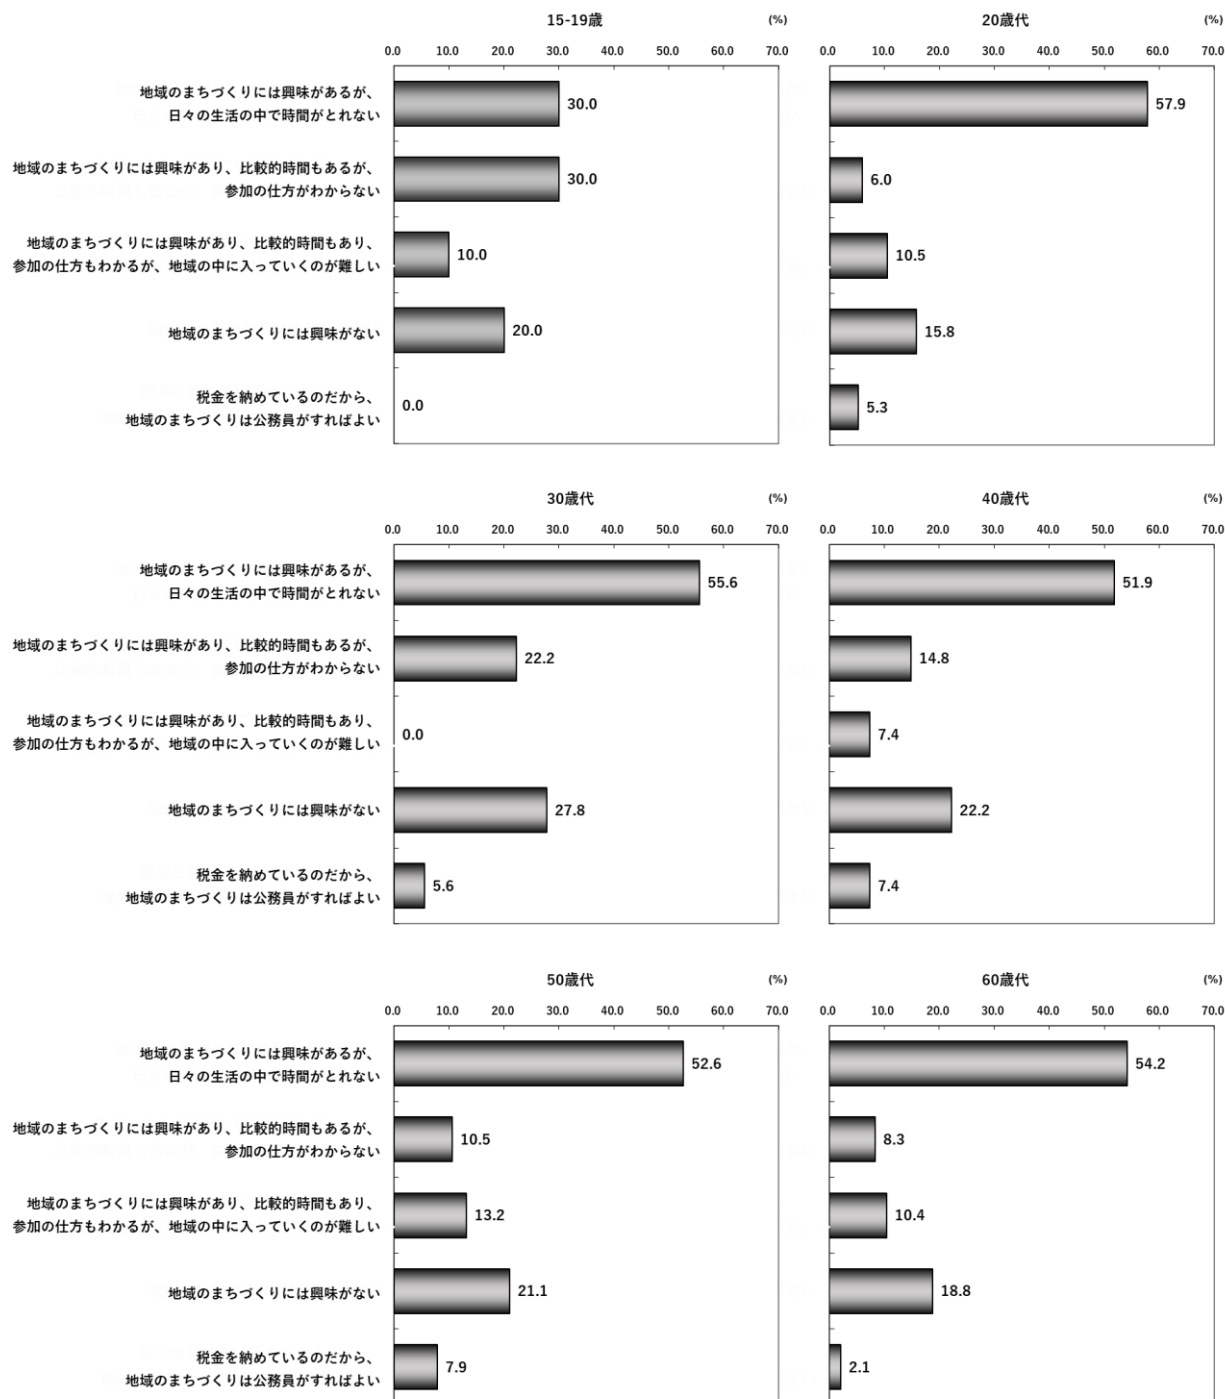 15-19歳
(%)
0.0 10.0 20.0 30.0 40.0 50.0 60.0 70.0
地域のまちづくりには興味があるが、
日々の生活の中で時間がとれない
30.0
地域のまちづくりには興味があり、比較的時間もあるが、
参加の仕方がわからない
30.0
地域のまちづくりには興味があり、比較的時間もあり、
参加の仕方もわかるが、地域の中に入っていくのが難しい
10.0
地域のまちづくりには興味がない
20.0
税金を納めているのだから、
地域のまちづくりは公務員がすればよい
0.0
20歳代
(%)
0.0 10.0 20.0 30.0 40.0 50.0 60.0 70.0
57.9
6.0
10.5
15.8
5.3
30歳代
(%)
0.0 10.0 20.0 30.0 40.0 50.0 60.0 70.0
地域のまちづくりには興味があるが、
日々の生活の中で時間がとれない
55.6
地域のまちづくりには興味があり、比較的時間もあるが、
参加の仕方がわからない
22.2
地域のまちづくりには興味があり、比較的時間もあり、
参加の仕方もわかるが、地域の中に入っていくのが難しい
0.0
地域のまちづくりには興味がない
27.8
税金を納めているのだから、
地域のまちづくりは公務員がすればよい
5.6
40歳代
(%)
0.0 10.0 20.0 30.0 40.0 50.0 60.0 70.0
51.9
14.8
7.4
22.2
7.4
50歳代
(%)
0.0 10.0 20.0 30.0 40.0 50.0 60.0 70.0
地域のまちづくりには興味があるが、
日々の生活の中で時間がとれない
52.6
地域のまちづくりには興味があり、比較的時間もあるが、
参加の仕方がわからない
10.5
地域のまちづくりには興味があり、比較的時間もあり、
参加の仕方もわかるが、地域の中に入っていくのが難しい
13.2
地域のまちづくりには興味がない
21.1
税金を納めているのだから、
地域のまちづくりは公務員がすればよい
7.9
60歳代
(%)
0.0 10.0 20.0 30.0 40.0 50.0 60.0 70.0
54.2
8.3
10.4
18.8
2.1